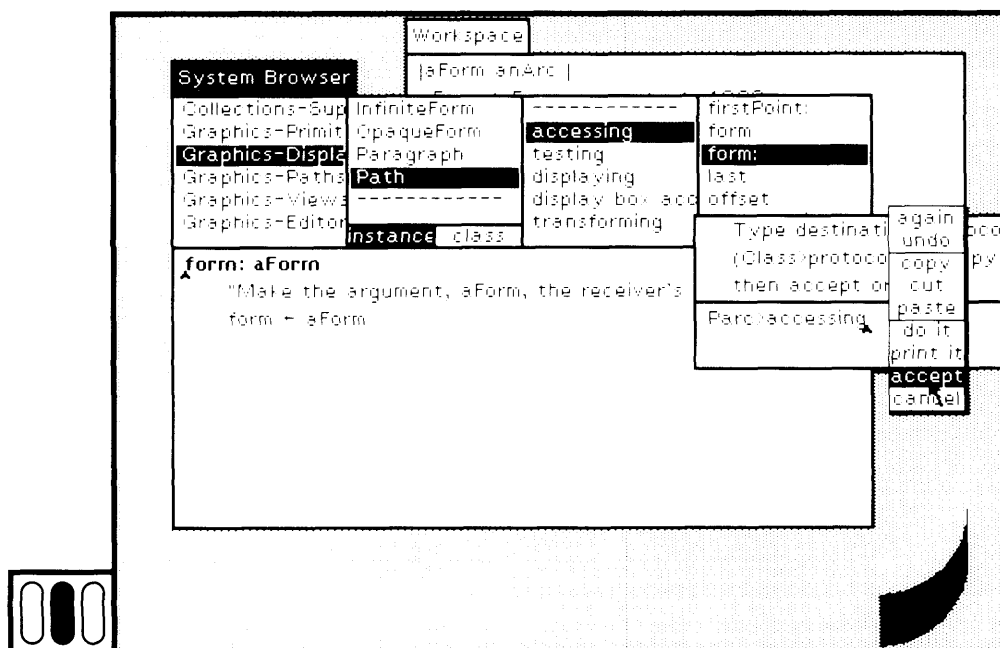 Workspace
|aForm anArc |
System Browser
Collections-Sup
Graphics-Primit
Graphics-Displa
Graphics-Paths
Graphics-Views
Graphics-Editor
InfiniteForm
OpaqueForm
Paragraph
Path
------------
instance class
------------
accessing
testing
displaying
display box acc
transforming
firstPoint:
form
form:
last
offset
form: aForm
"Make the argument, aForm, the receiver's
form ← aForm
Type destinati
(Class>protoco
then accept or
Parc>accessing
again
undo
copy
cut
paste
do it
print it
accept
cancel